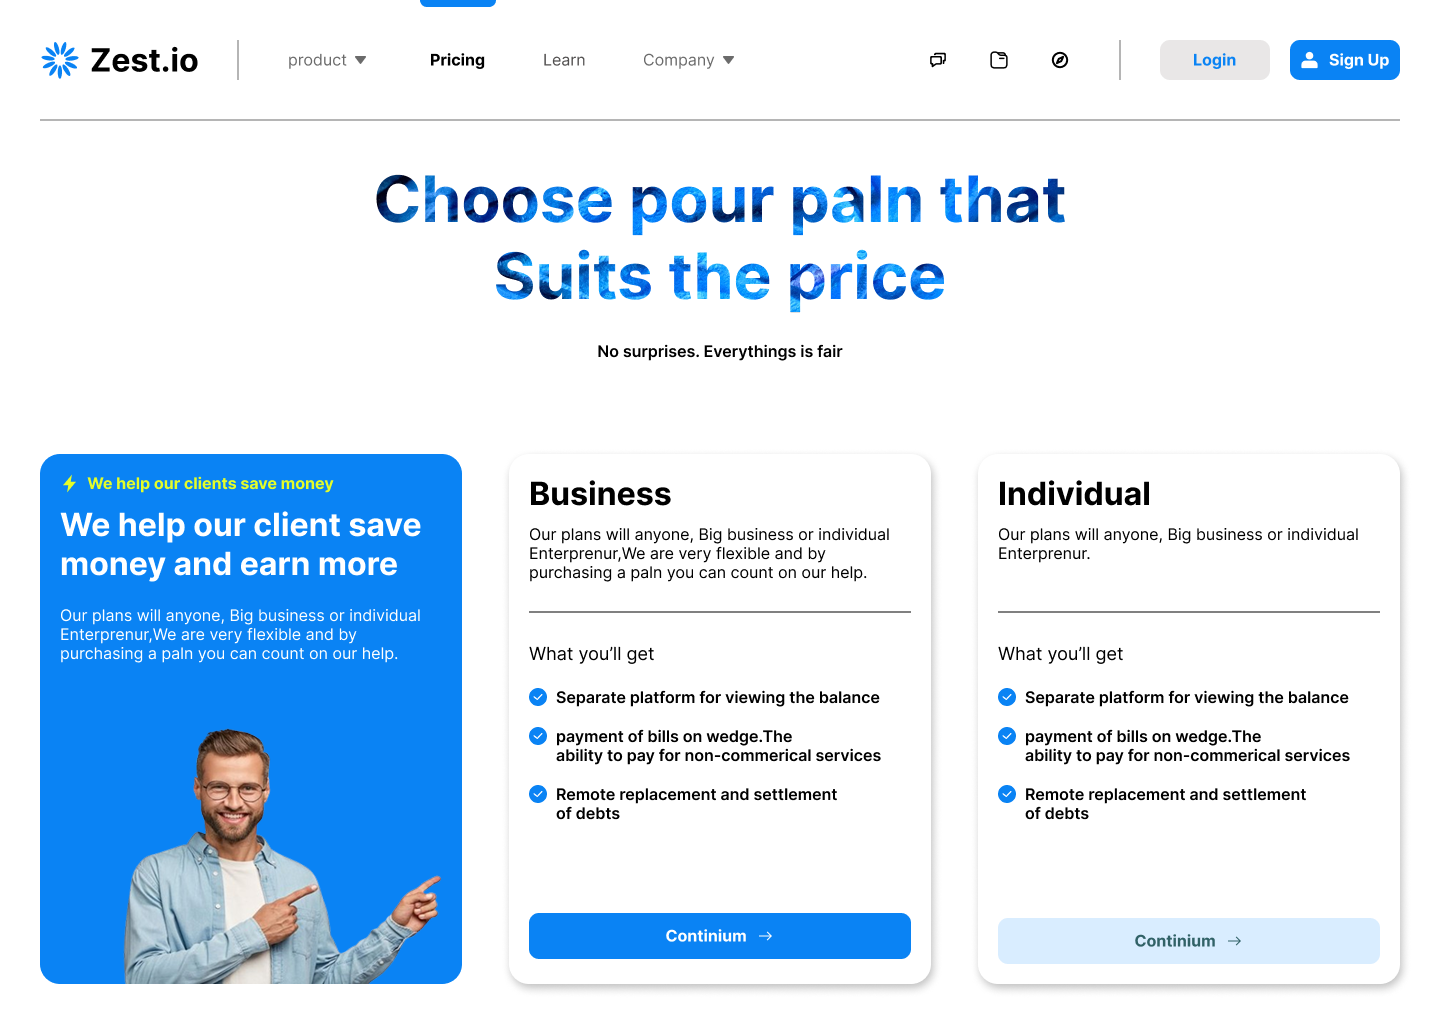 Zest.io
product
Pricing
Learn
Company
Login
Sign Up
Choose pour paln that
Suits the price
No surprises. Everythings is fair
We help our clients save money
We help our client save
money and earn more
Our plans will anyone, Big business or individual
Enterprenur,We are very flexible and by
purchasing a paln you can count on our help.
Business
Our plans will anyone, Big business or individual
Enterprenur,We are very flexible and by
purchasing a paln you can count on our help.
What you’ll get
Separate platform for viewing the balance
payment of bills on wedge.The
ability to pay for non-commerical services
Remote replacement and settlement
of debts
Continium
Individual
Our plans will anyone, Big business or individual
Enterprenur.
What you’ll get
Separate platform for viewing the balance
payment of bills on wedge.The
ability to pay for non-commerical services
Remote replacement and settlement
of debts
Continium